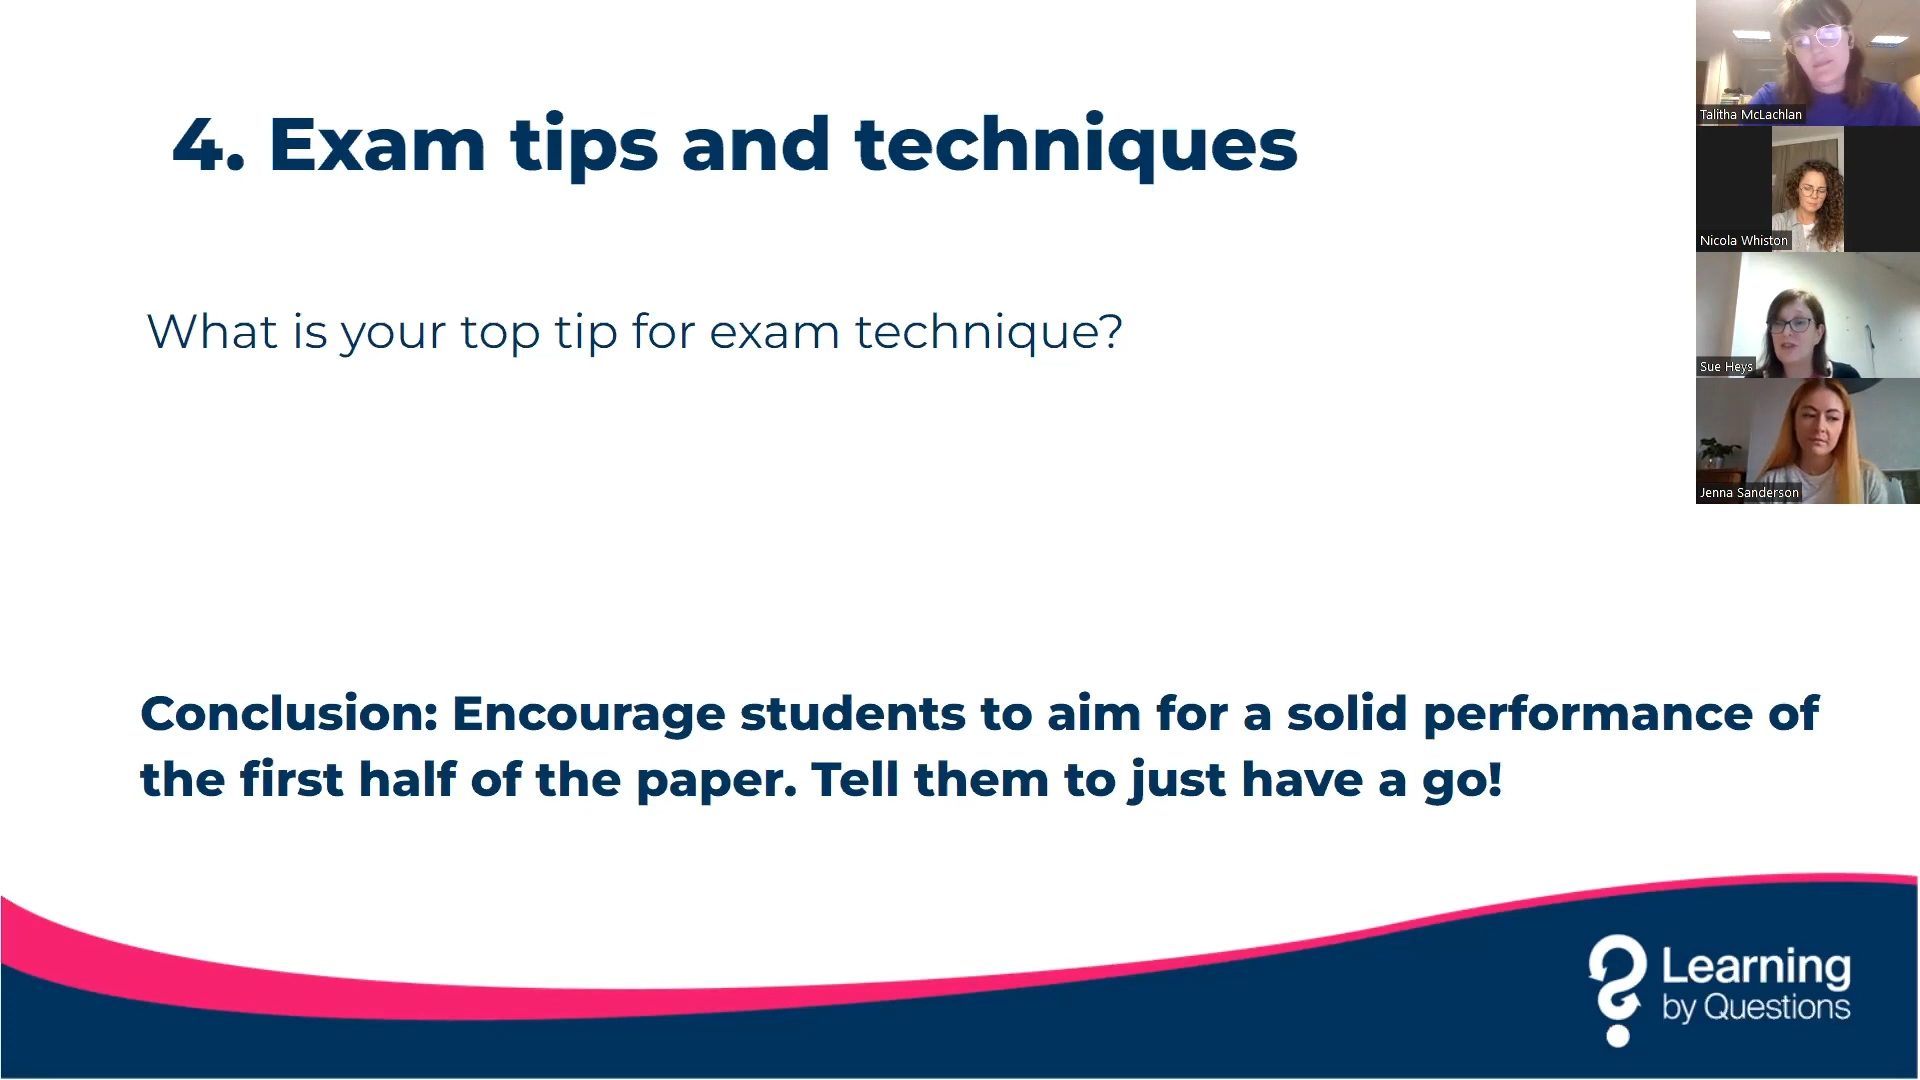 4. Exam tips and techniques
What is your top tip for exam technique?
Conclusion: Encourage students to aim for a solid performance of
the first half of the paper. Tell them to just have a go!
Talitha McLachlan
Nicola Whiston
Sue Heys
Jenna Sanderson
Learning
by Questions